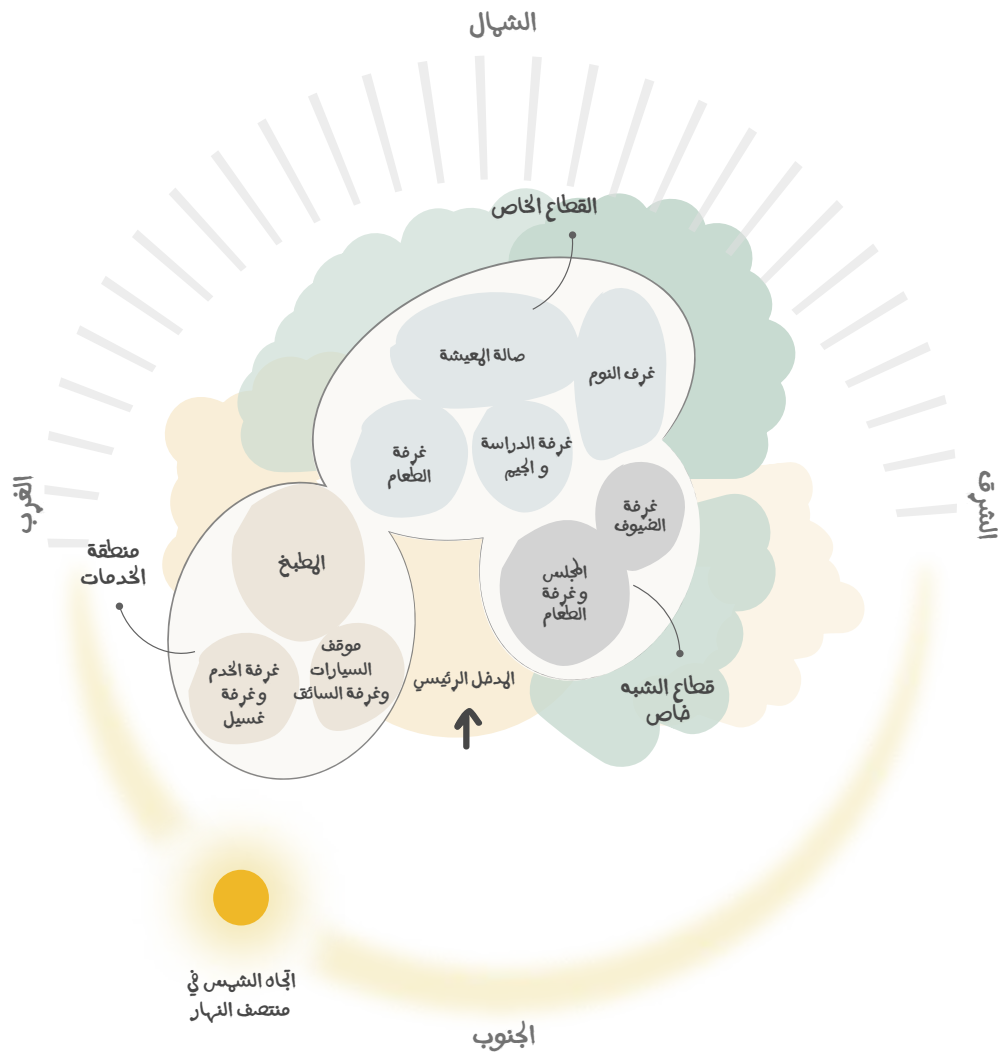 الشمال
القطاع الخاص
صالة المعيشة
غرف النوم
غرفة الدراسة
و الجيم
غرفة
الطعام
الشرق
الغرب
غرفة
الضيوف
منطقة
الخدمات
المطبخ
المجلس
وغرفة
الطعام
موقف
السيارات
وغرفة السائق
غرفة الخدم
وغرفة
غسيل
المدخل الرئيسي
قطاع الشبه
خاص
اتجاه الشمس في
منتصف النهار
الجنوب